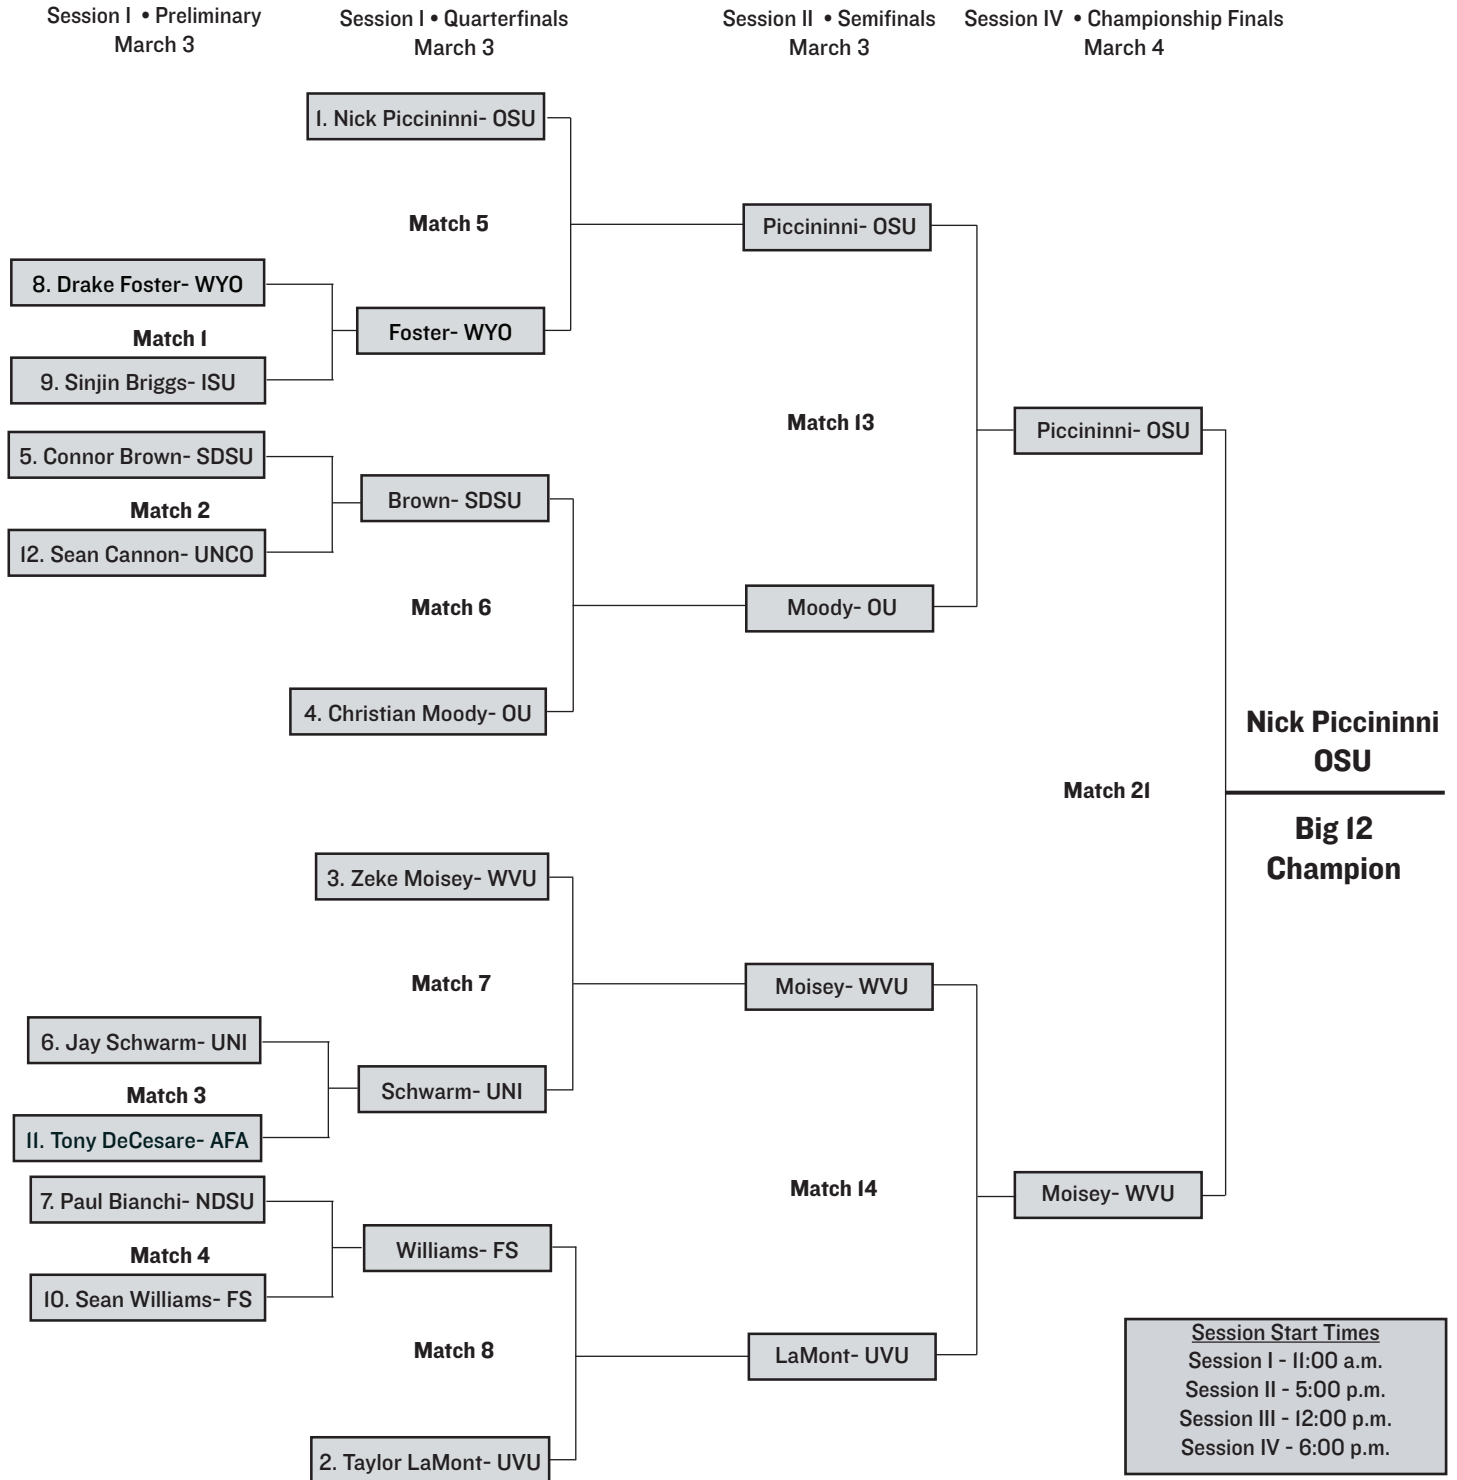 Session I • Preliminary
March 3
Session I • Quarterfinals
March 3
Session II • Semifinals
March 3
Session IV • Championship Finals
March 4
1. Nick Piccininni- OSU
Match 5
Piccininni- OSU
8. Drake Foster- WYO
Match 1
Foster- WYO
9. Sinjin Briggs- ISU
Match 13
Piccininni- OSU
5. Connor Brown- SDSU
Match 2
Brown- SDSU
12. Sean Cannon- UNCO
Match 6
Moody- OU
4. Christian Moody- OU
Nick Piccininni
OSU
Match 21
Big 12
Champion
3. Zeke Moisey- WVU
Match 7
Moisey- WVU
6. Jay Schwarm- UNI
Match 3
Schwarm- UNI
11. Tony DeCesare- AFA
Match 14
Moisey- WVU
7. Paul Bianchi- NDSU
Match 4
Williams- FS
10. Sean Williams- FS
Match 8
LaMont- UVU
2. Taylor LaMont- UVU
Session Start Times
Session I - 11:00 a.m.
Session II - 5:00 p.m.
Session III - 12:00 p.m.
Session IV - 6:00 p.m.